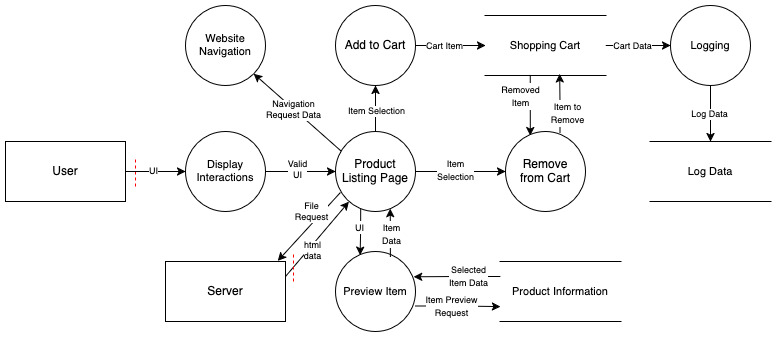 Website
Navigation
Add to Cart
Cart Item
Shopping Cart
Cart Data
Logging
Navigation
Request Data
Item Selection
Removed
Item
Item to
Remove
Log Data
User
UI
Display
Interactions
Valid
UI
Product
Listing Page
Item
Selection
Remove
from Cart
Log Data
File
Request
html
data
UI
Item
Data
Server
Preview Item
Selected
Item Data
Item Preview
Request
Product Information